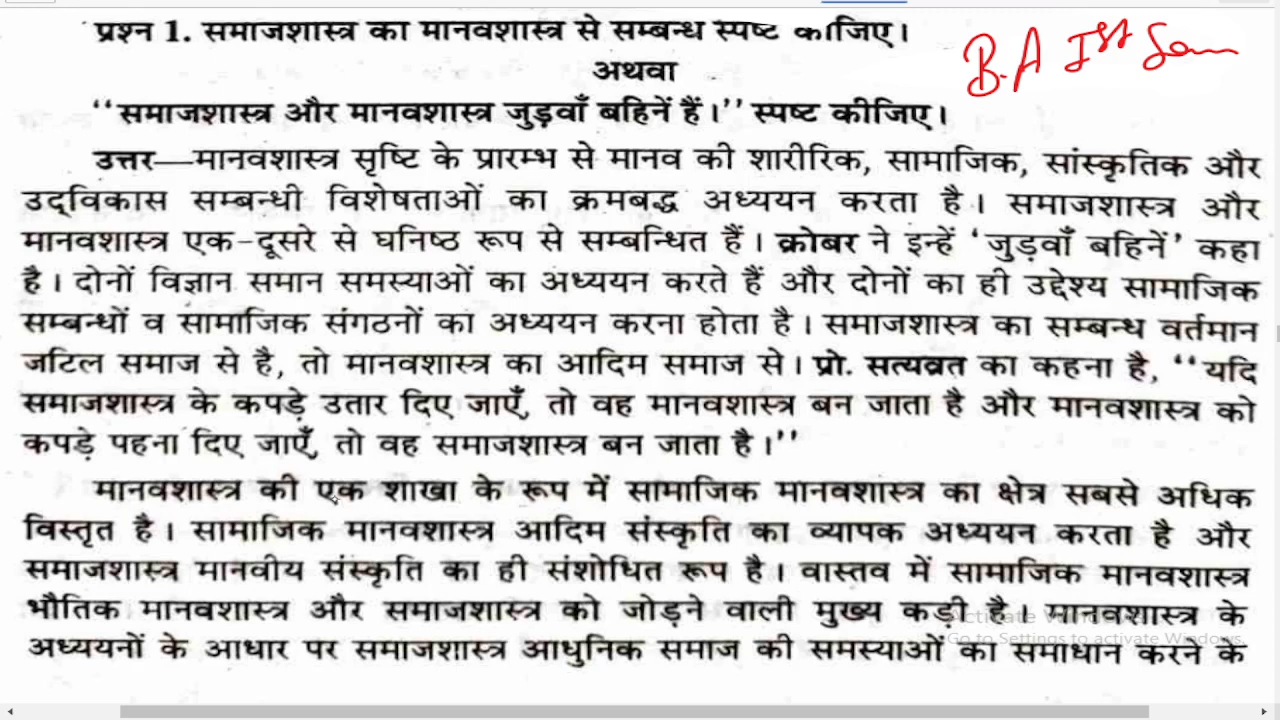 प्रश्न 1. समाजशास्त्र का मानवशास्त्र से सम्बन्ध स्पष्ट कीजिए।
B.A Ist Sem
अथवा
‘‘समाजशास्त्र और मानवशास्त्र जुड़वाँ बहिनें हैं।’’ स्पष्ट कीजिए।
उत्तर—मानवशास्त्र सृष्टि के प्रारम्भ से मानव की शारीरिक, सामाजिक, सांस्कृतिक और
उद्‌विकास सम्बन्धी विशेषताओं का क्रमबद्ध अध्ययन करता है। समाजशास्त्र और
मानवशास्त्र एक-दूसरे से घनिष्ठ रूप से सम्बन्धित हैं। क्रोबर ने इन्हें ‘जुड़वाँ बहिनें’ कहा
है। दोनों विज्ञान समान समस्याओं का अध्ययन करते हैं और दोनों का ही उद्देश्य सामाजिक
सम्बन्धों व सामाजिक संगठनों का अध्ययन करना होता है। समाजशास्त्र का सम्बन्ध वर्तमान
जटिल समाज से है, तो मानवशास्त्र का आदिम समाज से। प्रो. सत्यव्रत का कहना है, ‘‘यदि
समाजशास्त्र के कपड़े उतार दिए जाएँ, तो वह मानवशास्त्र बन जाता है और मानवशास्त्र को
कपड़े पहना दिए जाएँ, तो वह समाजशास्त्र बन जाता है।’’
मानवशास्त्र की एक शाखा के रूप में सामाजिक मानवशास्त्र का क्षेत्र सबसे अधिक
विस्तृत है। सामाजिक मानवशास्त्र आदिम संस्कृति का व्यापक अध्ययन करता है और
समाजशास्त्र मानवीय संस्कृति का ही संशोधित रूप है। वास्तव में सामाजिक मानवशास्त्र
भौतिक मानवशास्त्र और समाजशास्त्र को जोड़ने वाली मुख्य कड़ी है। मानवशास्त्र के
Activate Windows
अध्ययनों के आधार पर समाजशास्त्र आधुनिक समाज की समस्याओं का समाधान करने के
Go to Settings to activate Windows.